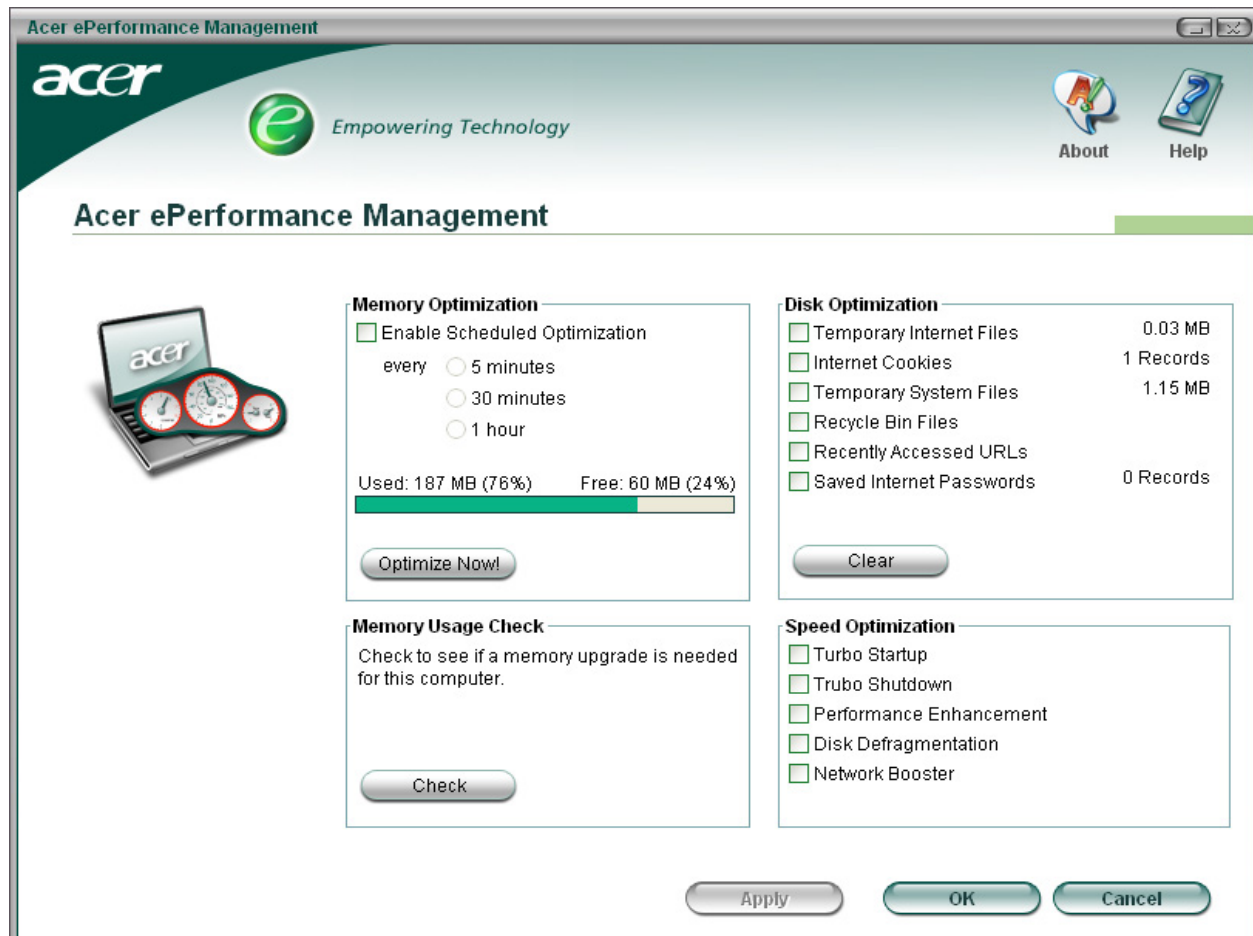 Acer ePerformance Management
acer
e Empowering Technology
About
Help
Acer ePerformance Management
acer
Memory Optimization
Enable Scheduled Optimization
every 5 minutes
30 minutes
1 hour
Used: 187 MB (76%) Free: 60 MB (24%)
Optimize Now!
Disk Optimization
Temporary Internet Files 0.03 MB
Internet Cookies 1 Records
Temporary System Files 1.15 MB
Recycle Bin Files
Recently Accessed URLs
Saved Internet Passwords 0 Records
Clear
Memory Usage Check
Check to see if a memory upgrade is needed
for this computer.
Check
Speed Optimization
Turbo Startup
Trubo Shutdown
Performance Enhancement
Disk Defragmentation
Network Booster
Apply
OK
Cancel